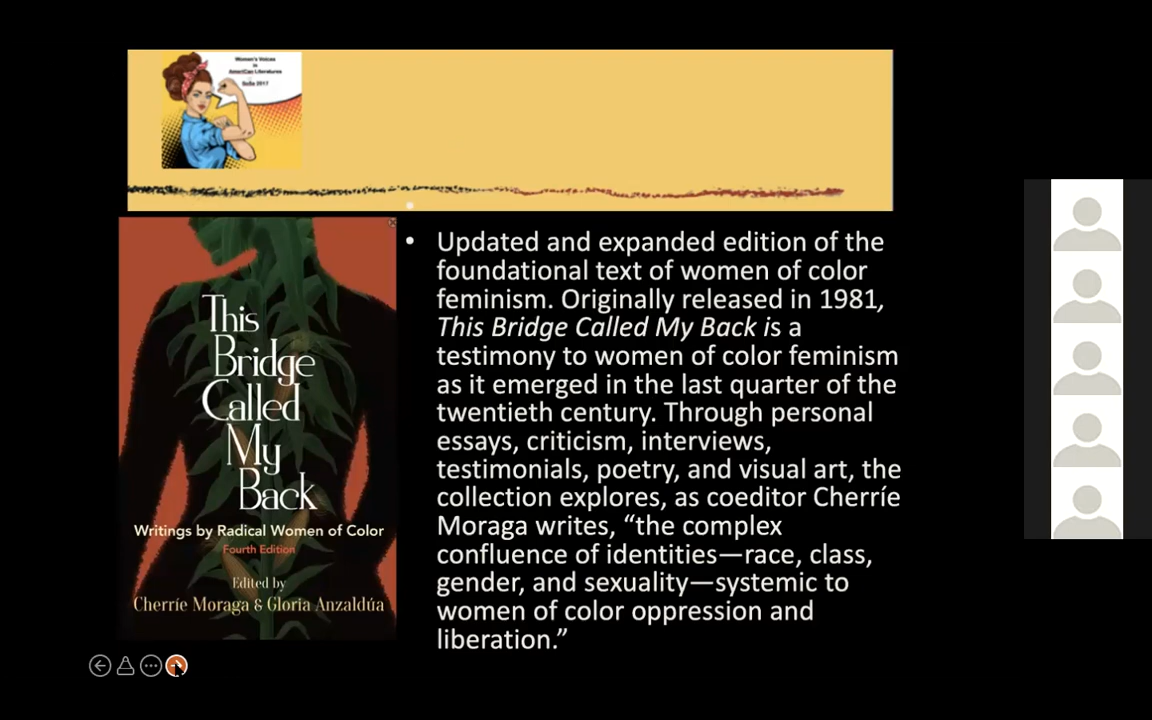 Women's Voices
in
AmeriCan Literatures
Sofia 2017
This
Bridge
Called
My
Back
Writings by Radical Women of Color
Fourth Edition
Edited by
Cherríe Moraga & Gloria Anzaldúa
• Updated and expanded edition of the
foundational text of women of color
feminism. Originally released in 1981,
This Bridge Called My Back is a
testimony to women of color feminism
as it emerged in the last quarter of the
twentieth century. Through personal
essays, criticism, interviews,
testimonials, poetry, and visual art, the
collection explores, as coeditor Cherríe
Moraga writes, “the complex
confluence of identities—race, class,
gender, and sexuality—systemic to
women of color oppression and
liberation.”